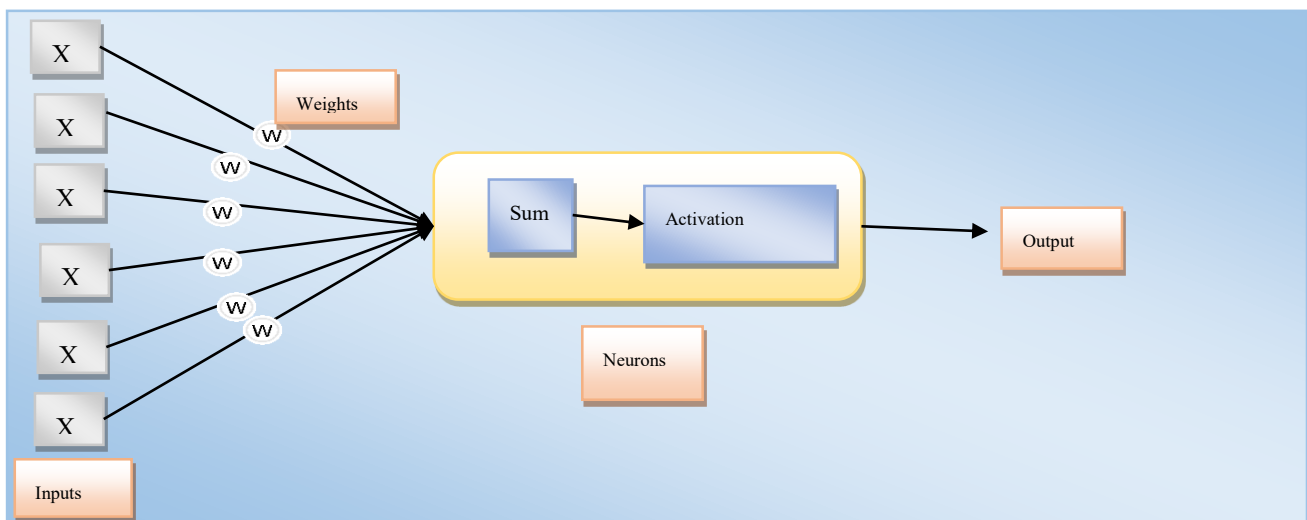 X
Weights
W
X
W
X
W
Sum
Activation
Output
X
W
W
X
W
Neurons
X
Inputs